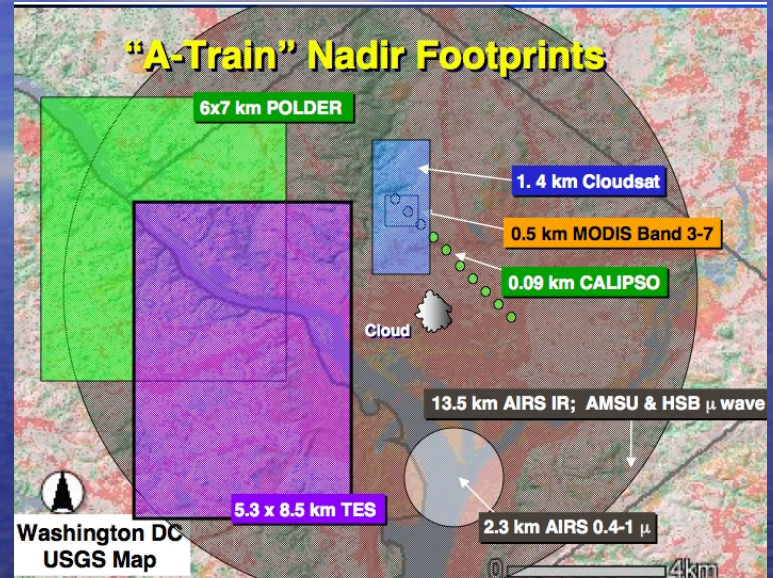 “A-Train” Nadir Footprints
6x7 km POLDER
1. 4 km Cloudsat
0.5 km MODIS Band 3-7
0.09 km CALIPSO
Cloud
13.5 km AIRS IR; AMSU & HSB µ wave
5.3 x 8.5 km TES
2.3 km AIRS 0.4-1 µ
Washington DC
USGS Map
0 4km